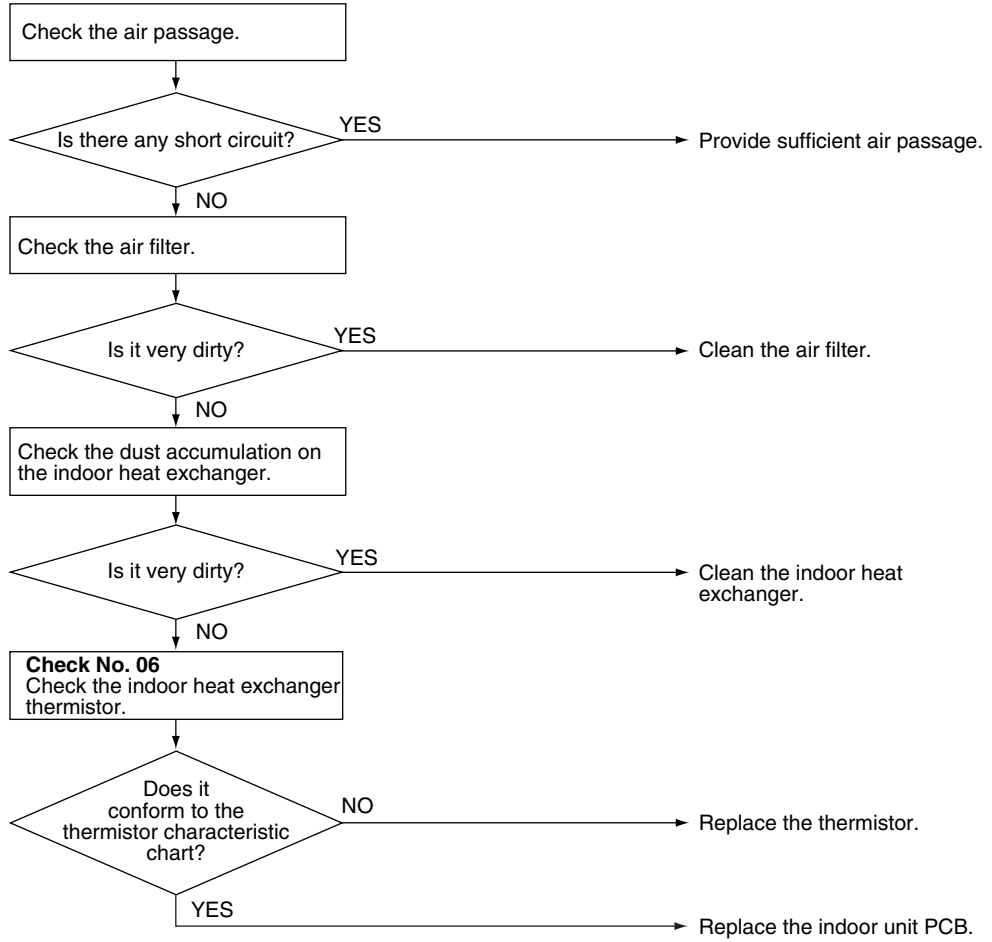 Check the air passage.
Is there any short circuit?
YES
Provide sufficient air passage.
NO
Check the air filter.
Is it very dirty?
YES
Clean the air filter.
NO
Check the dust accumulation on
the indoor heat exchanger.
Is it very dirty?
YES
Clean the indoor heat
exchanger.
NO
Check No. 06
Check the indoor heat exchanger
thermistor.
Does it
conform to the
thermistor characteristic
chart?
NO
Replace the thermistor.
YES
Replace the indoor unit PCB.